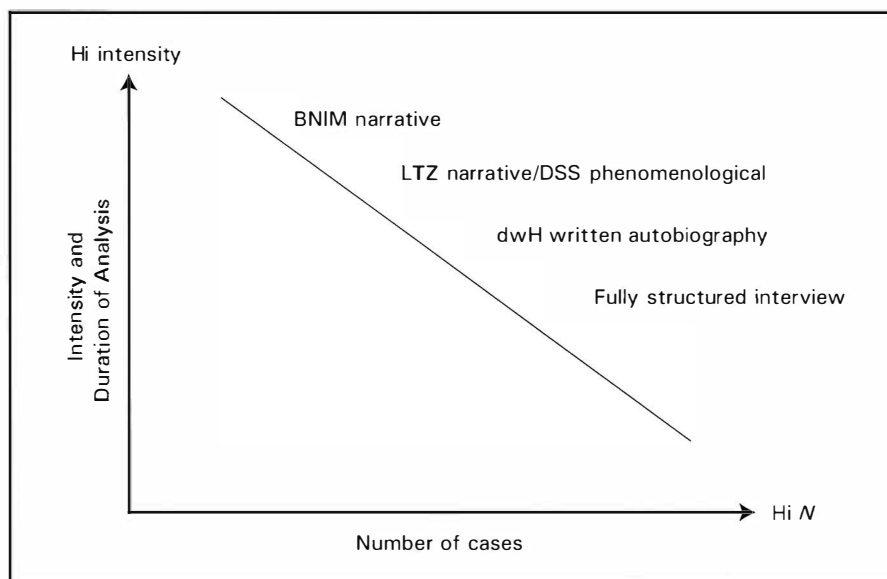 Hi intensity
BNIM narrative
LTZ narrative/DSS phenomenological
dwH written autobiography
Fully structured interview
Intensity and
Duration of Analysis
Hi N
Number of cases